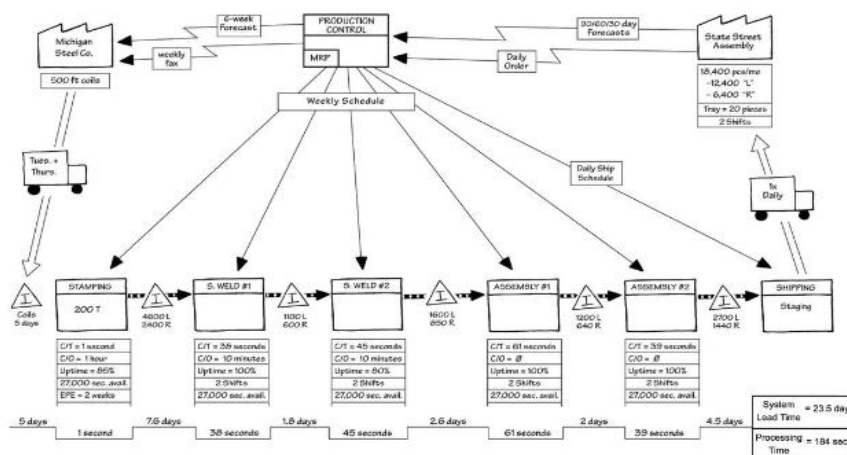 Michigan
Steel Co.
500 ft coils
6-week
Forecast
weekly
fax
PRODUCTION
CONTROL
MRP
90/60/30 day
Forecasts
Daily
Order
State Street
Assembly
18,400 pcs/mo
-12,400 "L"
- 6,400 "R"
Tray = 20 pieces
2 Shifts
Weekly Schedule
Tues. +
Thurs.
Daily Ship
Schedule
1x
Daily
I
Coils
5 days
STAMPING
200 T
I
4800 L
2400 R
S. WELD #1
I
1100 L
600 R
S. WELD #2
I
1600 L
850 R
ASSEMBLY #1
I
1200 L
640 R
ASSEMBLY #2
I
2700 L
1440 R
SHIPPING
Staging
C/T = 1 second
C/O = 1 hour
Uptime = 85%
27,000 sec. avail.
EPE = 2 weeks
C/T = 38 seconds
C/O = 10 minutes
Uptime = 100%
2 Shifts
27,000 sec. avail.
C/T = 45 seconds
C/O = 10 minutes
Uptime = 80%
2 Shifts
27,000 sec. avail.
C/T = 61 seconds
C/O = Ø
Uptime = 100%
2 Shifts
27,000 sec. avail.
C/T = 39 seconds
C/O = Ø
Uptime = 100%
2 Shifts
27,000 sec. avail.
5 days
1 second
7.6 days
38 seconds
1.8 days
45 seconds
2.6 days
61 seconds
2 days
39 seconds
4.5 days
System
Lead Time = 23.5 day
Processing
Time = 184 sec